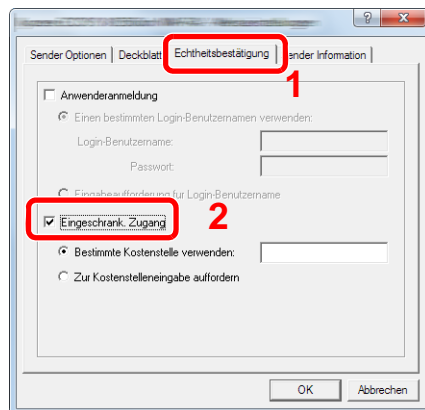 Sender Optionen Deckblatt Echtheitsbestätigung ender Information
1
Anwenderanmeldung
Einen bestimmten Login-Benutzernamen verwenden:
Login-Benutzername:
Passwort:
Eingabeaufforderung für Login-Benutzername
Eingeschränk. Zugang
2
Bestimmte Kostenstelle verwenden:
Zur Kostenstelleneingabe auffordern
OK Abbrechen